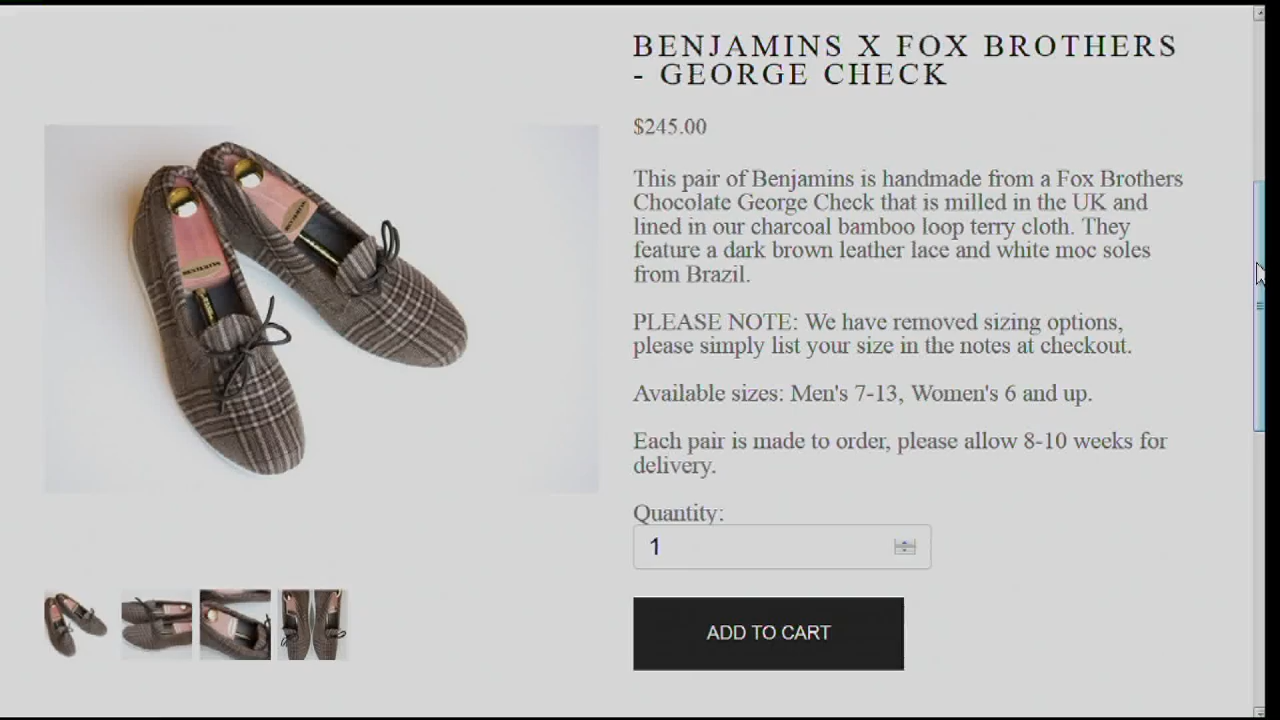 BENJAMINS X FOX BROTHERS
- GEORGE CHECK
$245.00
This pair of Benjamins is handmade from a Fox Brothers
Chocolate George Check that is milled in the UK and
lined in our charcoal bamboo loop terry cloth. They
feature a dark brown leather lace and white moc soles
from Brazil.
PLEASE NOTE: We have removed sizing options,
please simply list your size in the notes at checkout.
Available sizes: Men's 7-13, Women's 6 and up.
Each pair is made to order, please allow 8-10 weeks for
delivery.
Quantity:
1
ADD TO CART